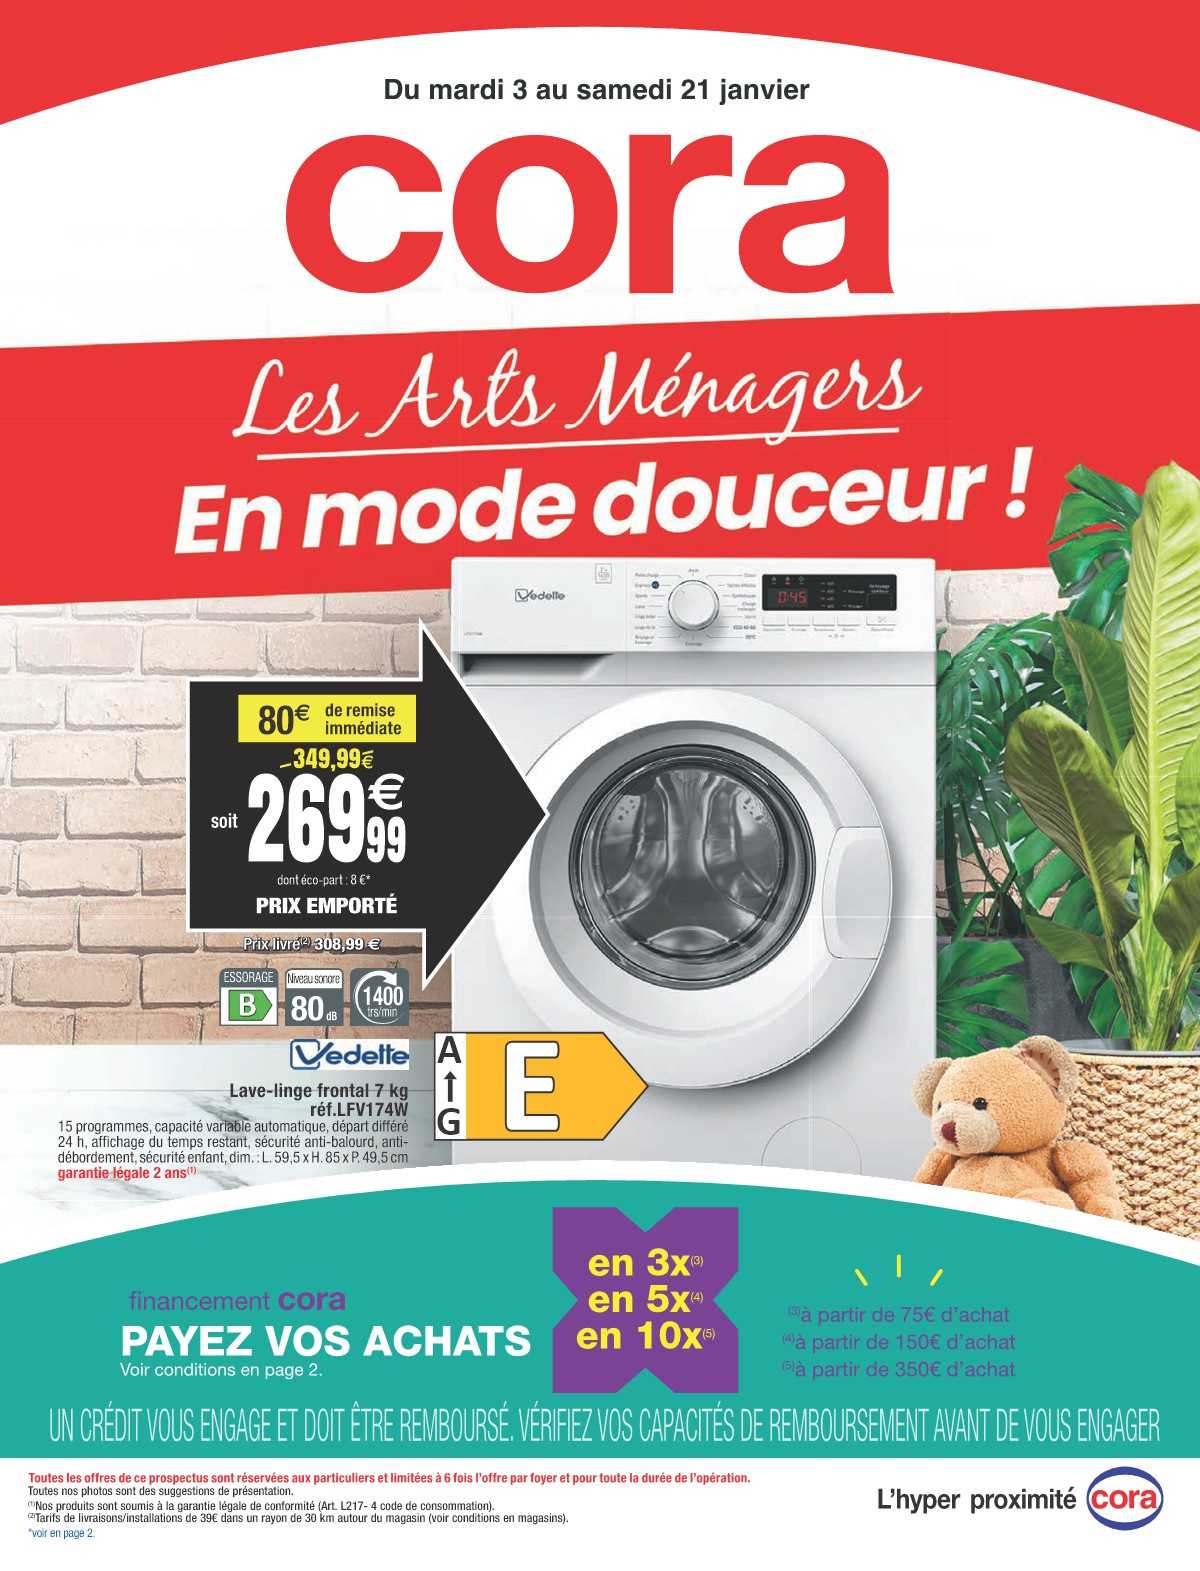 Du mardi 3 au samedi 21 janvier
cora
Les Arts Ménagers
En mode douceur !
Vedette
0:45
80€ de remise immédiate
349,99€
soit 269€99
dont éco-part : 8 €*
PRIX EMPORTÉ
Prix livré(2) 308,99 €
ESSORAGE
B
Niveau sonore
80 dB
1400
trs/min
Vedette
A
G
E
Lave-linge frontal 7 kg
réf.LFV174W
15 programmes, capacité variable automatique, départ différé
24 h, affichage du temps restant, sécurité anti-balourd, anti-
débordement, sécurité enfant, dim. : L. 59,5 x H. 85 x P. 49,5 cm
garantie légale 2 ans(1)
financement cora
PAYEZ VOS ACHATS
Voir conditions en page 2.
en 3x(3)
en 5x(4)
en 10x(5)
(3)à partir de 75€ d’achat
(4)à partir de 150€ d’achat
(5)à partir de 350€ d’achat
UN CRÉDIT VOUS ENGAGE ET DOIT ÊTRE REMBOURSÉ. VÉRIFIEZ VOS CAPACITÉS DE REMBOURSEMENT AVANT DE VOUS ENGAGER
Toutes les offres de ce prospectus sont réservées aux particuliers et limitées à 6 fois l’offre par foyer et pour toute la durée de l’opération.
Toutes nos photos sont des suggestions de présentation.
(1)Nos produits sont soumis à la garantie légale de conformité (Art. L217- 4 code de consommation).
(2)Tarifs de livraisons/installations de 39€ dans un rayon de 30 km autour du magasin (voir conditions en magasins).
*voir en page 2.
L’hyper proximité cora